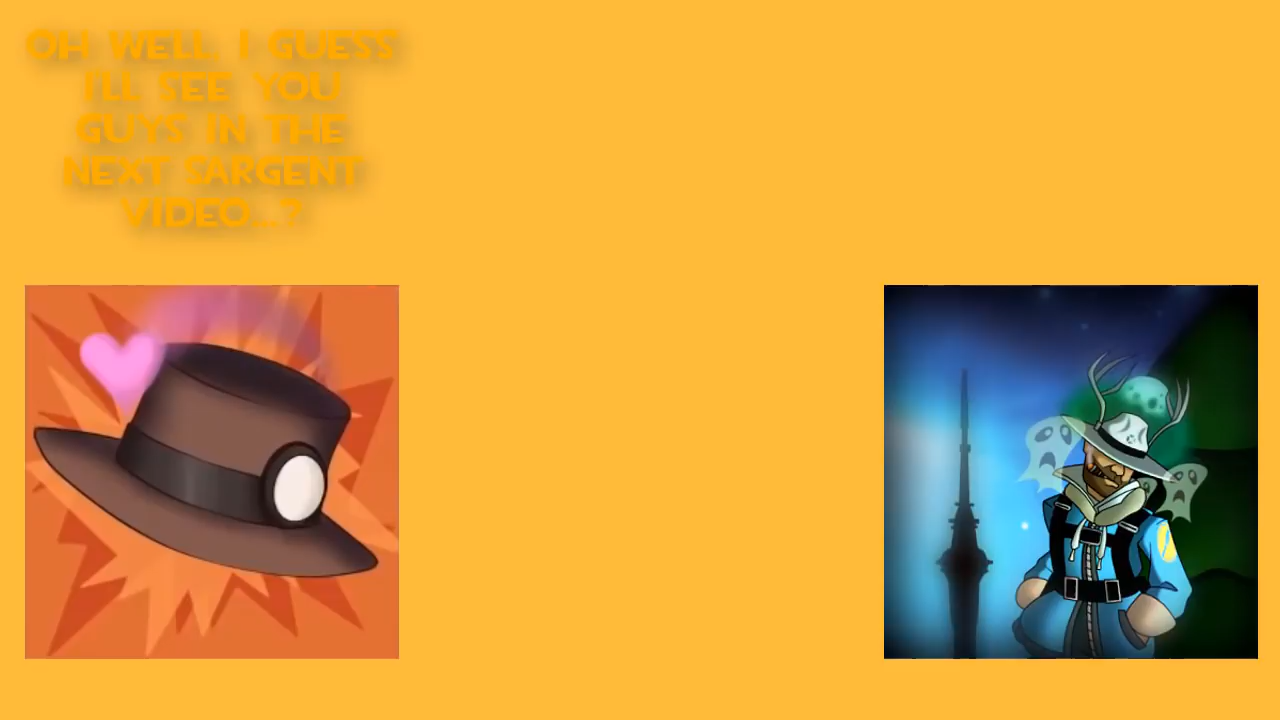 OH WELL, I GUESS
I'LL SEE YOU
GUYS IN THE
NEXT SARGENT
VIDEO...?